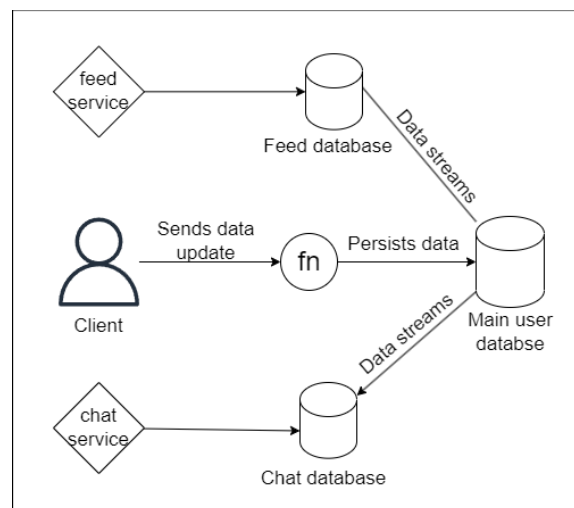 feed
service
Feed database
Data streams
Sends data
update
fn
Persists data
Client
Main user
databse
Data streams
chat
service
Chat database